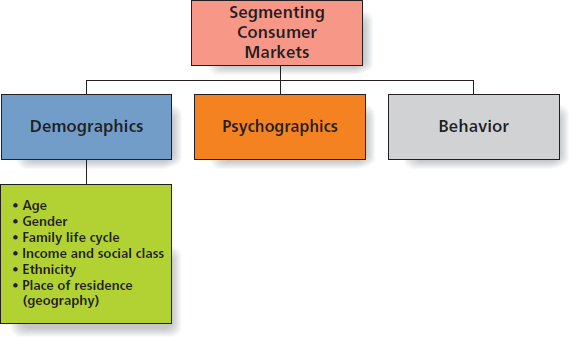 Segmenting
Consumer
Markets
Demographics
Psychographics
Behavior
• Age
• Gender
• Family life cycle
• Income and social class
• Ethnicity
• Place of residence
(geography)